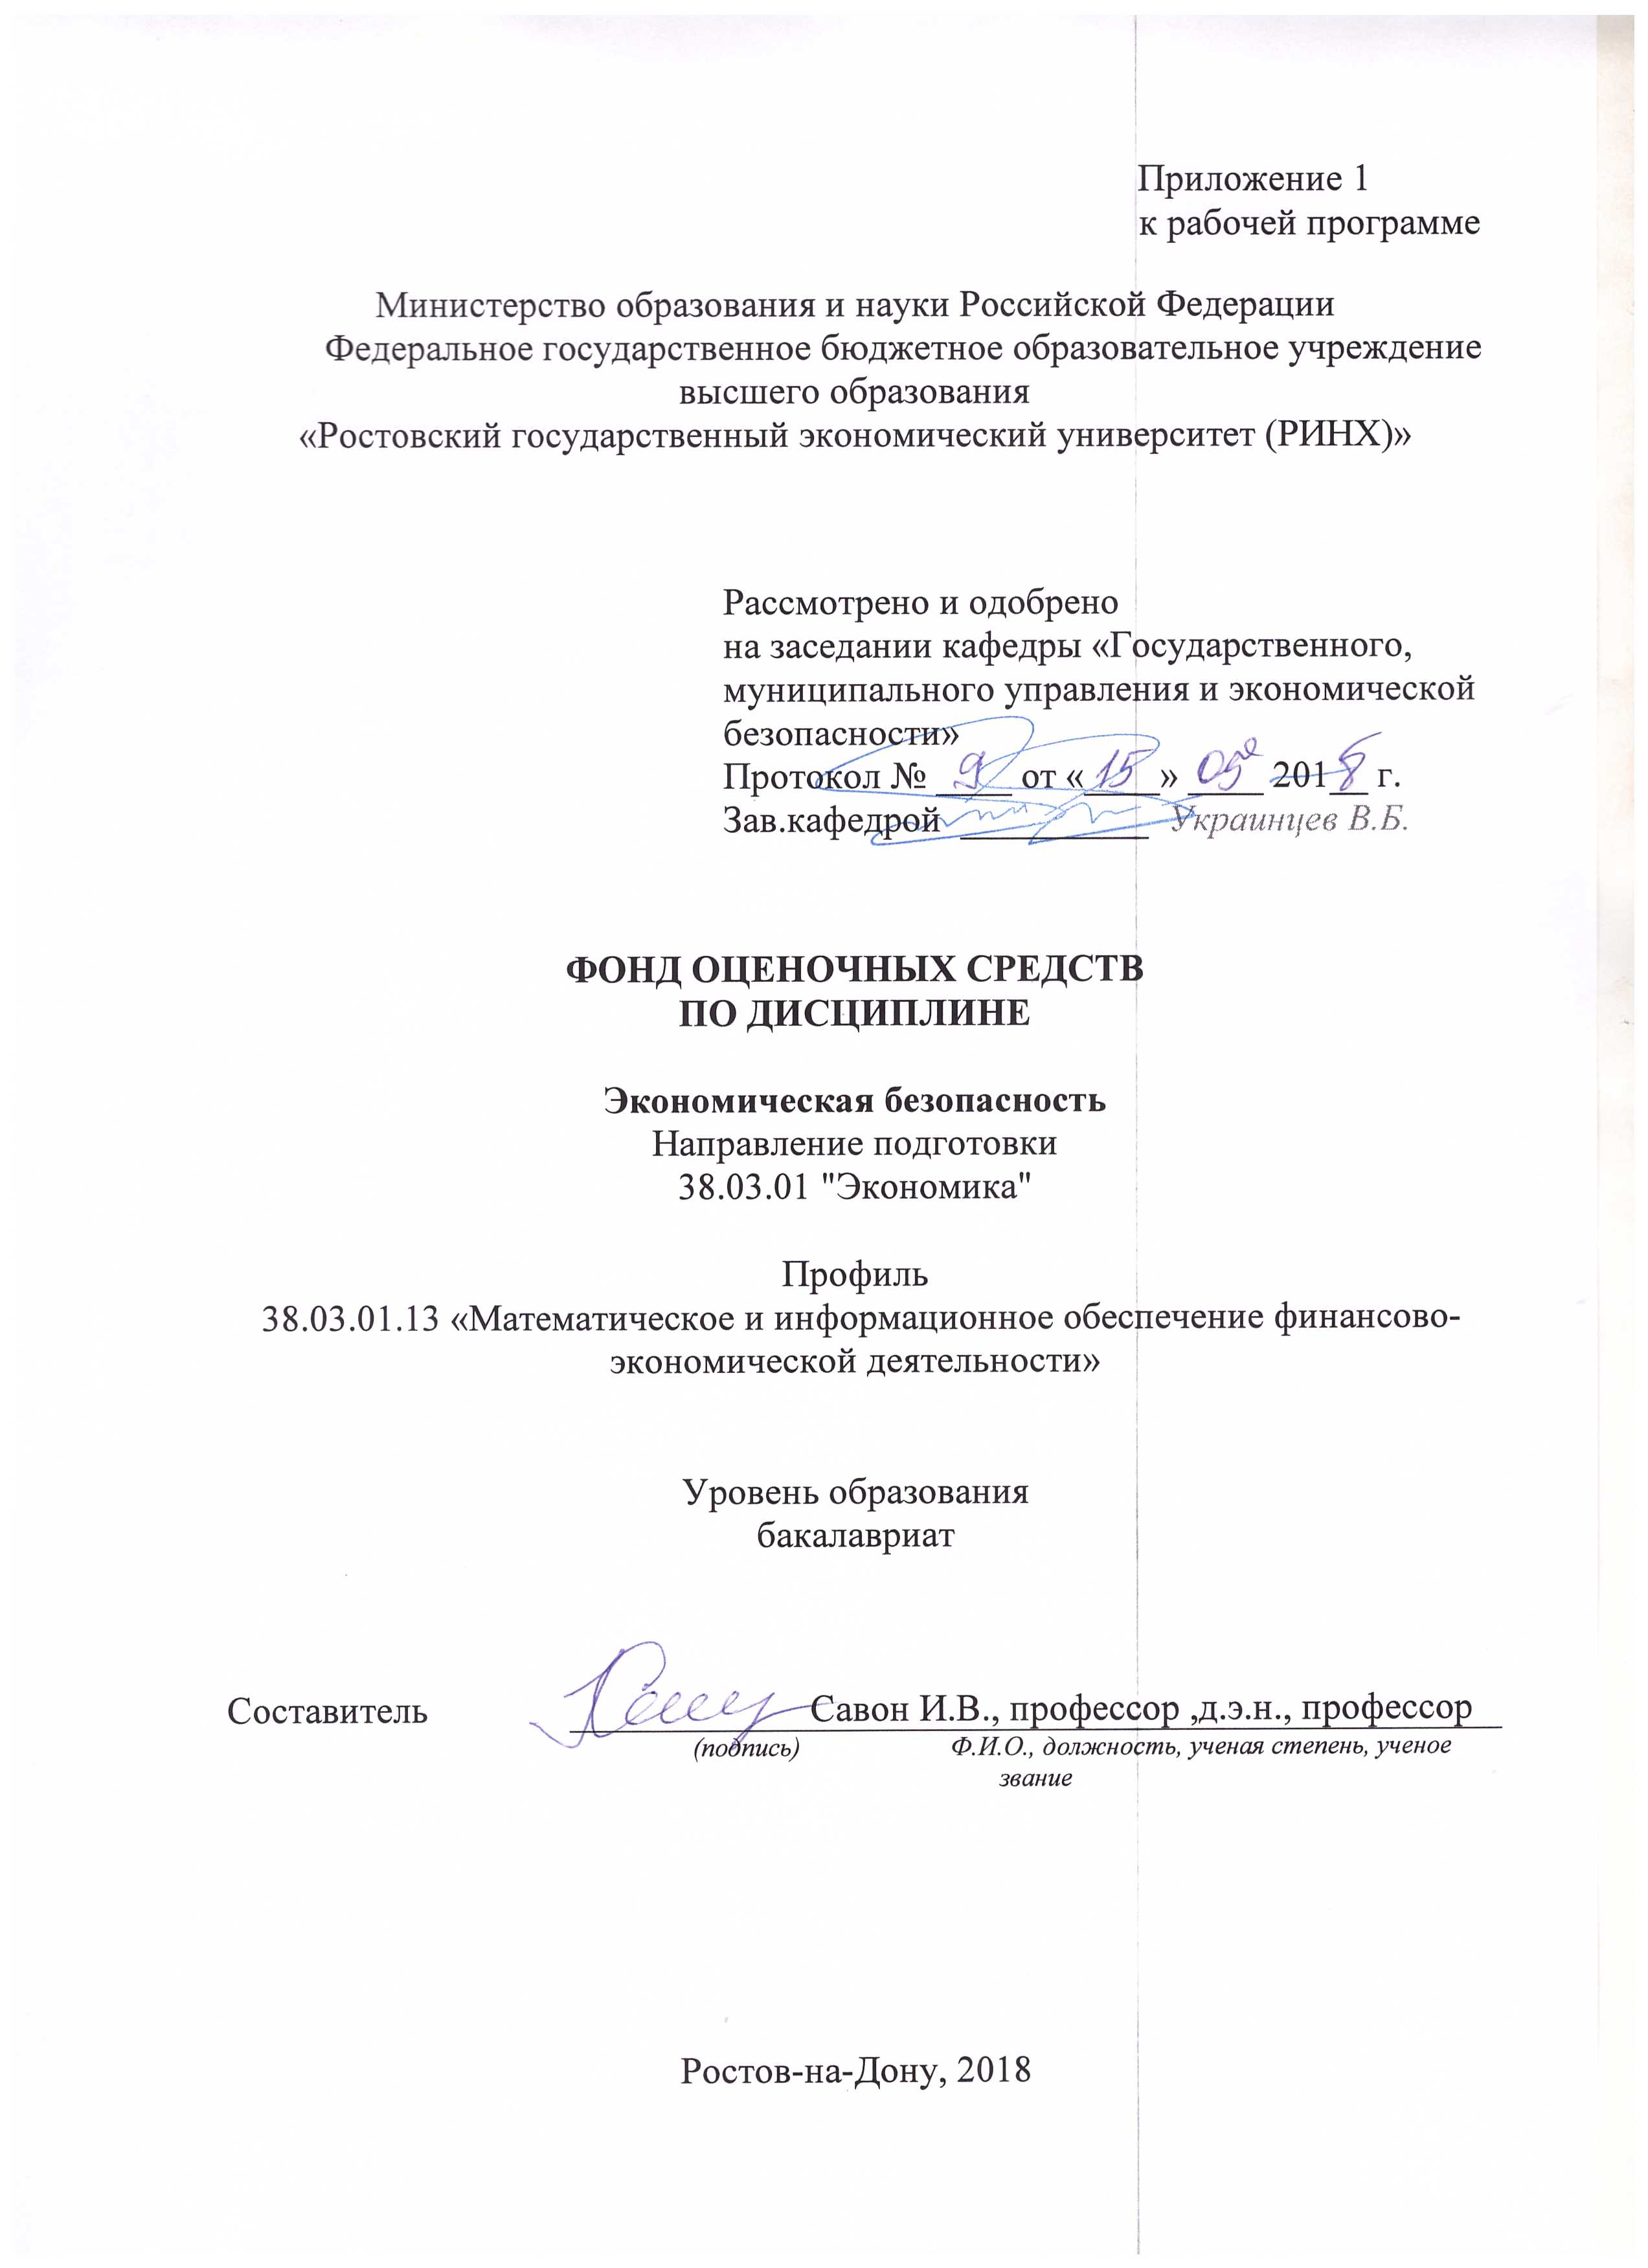 Приложение 1
к рабочей программе
Министерство образования и науки Российской Федерации
Федеральное государственное бюджетное образовательное учреждение
высшего образования
«Ростовский государственный экономический университет (РИНХ)»
Рассмотрено и одобрено
на заседании кафедры «Государственного,
муниципального управления и экономической
безопасности»
Протокол № 9 от «15» 05 2018 г.
Зав.кафедрой Украинцев В.Б.
ФОНД ОЦЕНОЧНЫХ СРЕДСТВ
ПО ДИСЦИПЛИНЕ
Экономическая безопасность
Направление подготовки
38.03.01 "Экономика"
Профиль
38.03.01.13 «Математическое и информационное обеспечение финансово-
экономической деятельности»
Уровень образования
бакалавриат
Составитель Савон И.В., профессор ,д.э.н., профессор
(подпись) Ф.И.О., должность, ученая степень, ученое
звание
Ростов-на-Дону, 2018